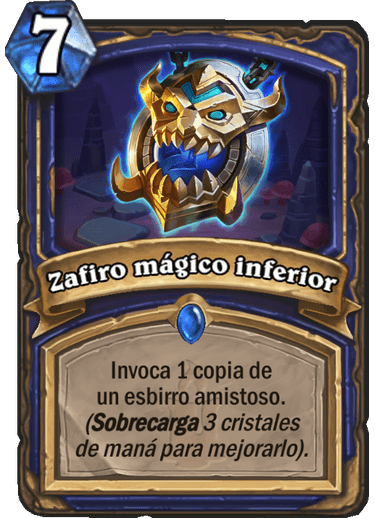 7
Zafiro mágico inferior
Invoca 1 copia de
un esbirro amistoso.
(Sobrecarga 3 cristales
de maná para mejorarlo).